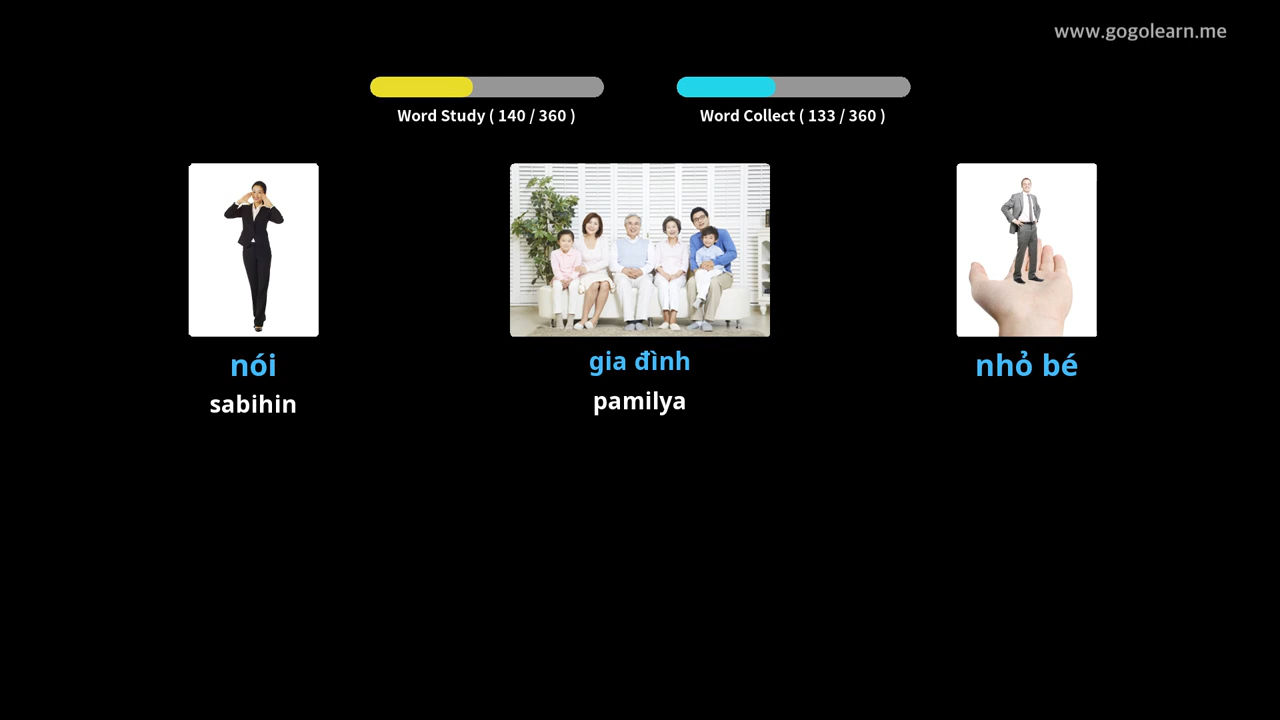 www.gogolearn.me
Word Study ( 140 / 360 )
Word Collect ( 133 / 360 )
nói
sabihin
gia đình
pamilya
nhỏ bé